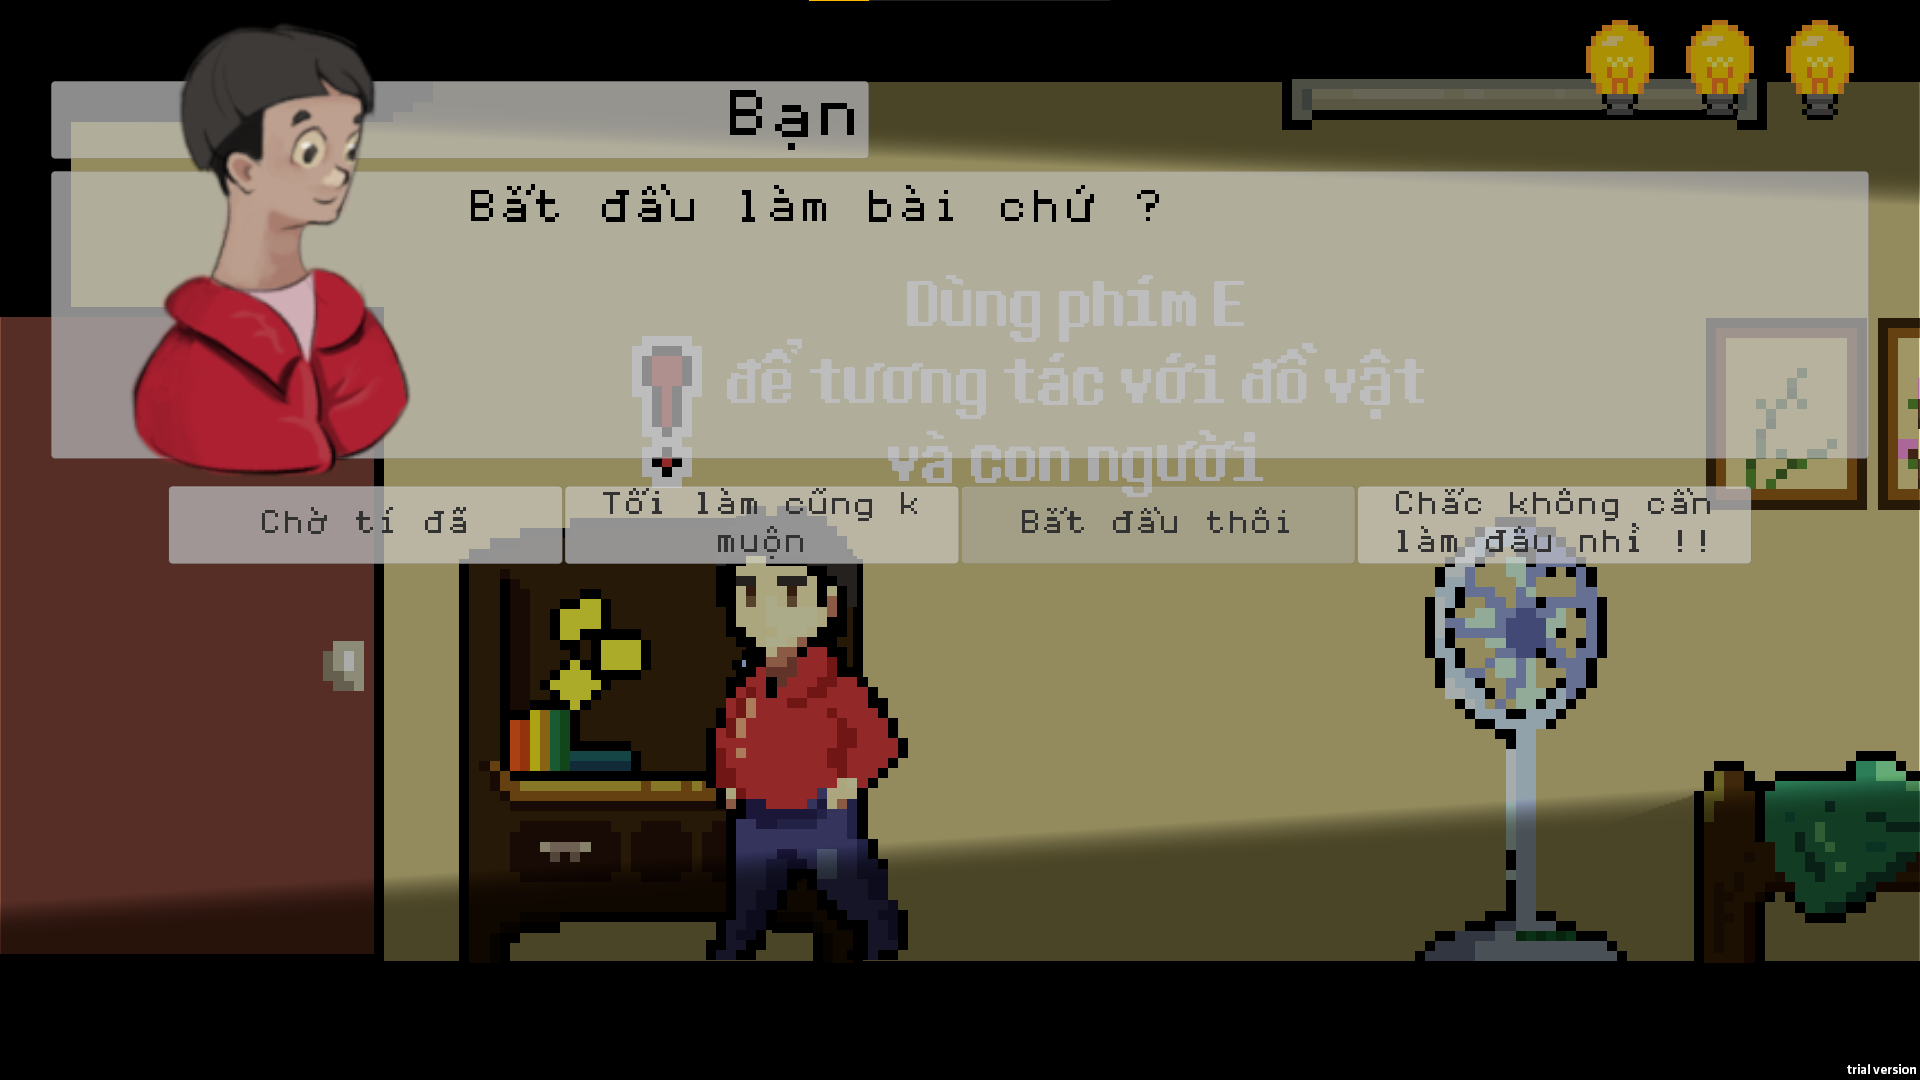 Bạn
Bắt đầu làm bài chứ ?
Dùng phím E
để tương tác với đồ vật
và con người
Chờ tí đã
Tối làm cũng k
muộn
Bắt đầu thôi
Chắc không cần
làm đâu nhỉ !!
trial version